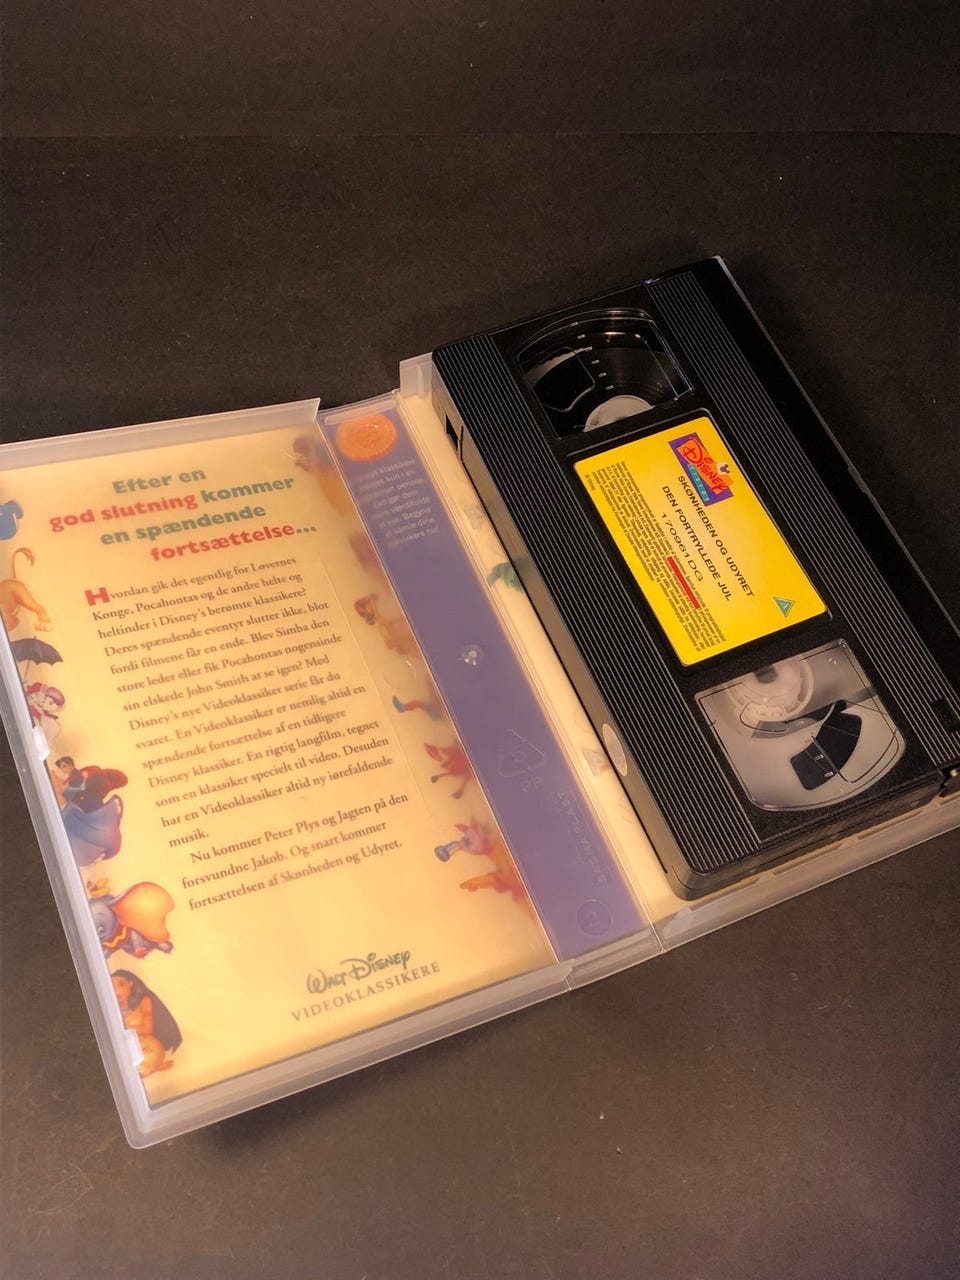 Efter en
god slutning kommer
en spændende
fortsættelse...
Hvordan gik det egentlig for Løvernes
Konge, Pocahontas og de andre helte og
heltinder i Disney's berømte klassikere?
Deres spændende eventyr slutter ikke, blot
fordi filmene får en ende. Blev Simba den
store leder eller fik Pocahontas nogensinde
sin elskede John Smith at se igen? Med
Disney's nye Videoklassiker serie får du
svaret. En Videoklassiker er nemlig altid en
spændende fortsættelse af en tidligere
Disney klassiker. En rigtig langfilm, tegnet
som en klassiker specielt til video. Desuden
har en Videoklassiker altid ny iørefaldende
musik.
Nu kommer Peter Plys og Jagten på den
forsvundne Jakob. Og snart kommer
fortsættelsen af Skønheden og Udyret.
WALT DISNEY
VIDEOKLASSIKERE
PP
2
DISNEY
VIDEO
SKØNHEDEN OG UDYRET
DEN FORTRYLLEDE JUL
170961DG